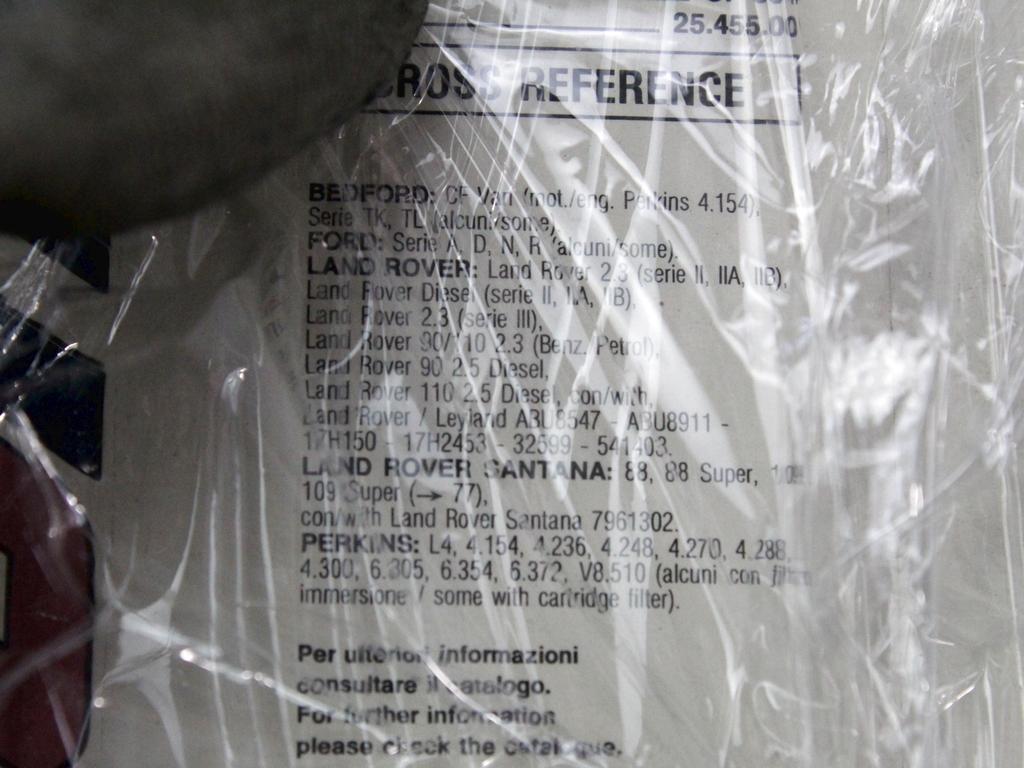 25.455.00
CROSS REFERENCE
BEDFORD: CF Van (mot./eng. Perkins 4.154),
Serie TK, TL (alcuni/some).
FORD: Serie A, D, N, R (alcuni/some).
LAND ROVER: Land Rover 2.3 (serie II, IIA, IIB),
Land Rover Diesel (serie II, IIA, IIB),
Land Rover 2.3 (serie III),
Land Rover 90/110 2.3 (Benz. Petrol),
Land Rover 90 2.5 Diesel,
Land Rover 110 2.5 Diesel, con/with,
Land Rover / Leyland ABU8547 - ABU8911 -
17H150 - 17H2453 - 32599 - 541403.
LAND ROVER SANTANA: 88, 88 Super, 109
109 Super (→ 77),
con/with Land Rover Santana 7961302.
PERKINS: L4, 4.154, 4.236, 4.248, 4.270, 4.288,
4.300, 6.305, 6.354, 6.372, V8.510 (alcuni con filtro
immersione / some with cartridge filter).
Per ulteriori informazioni
consultare il catalogo.
For further information
please check the catalogue.